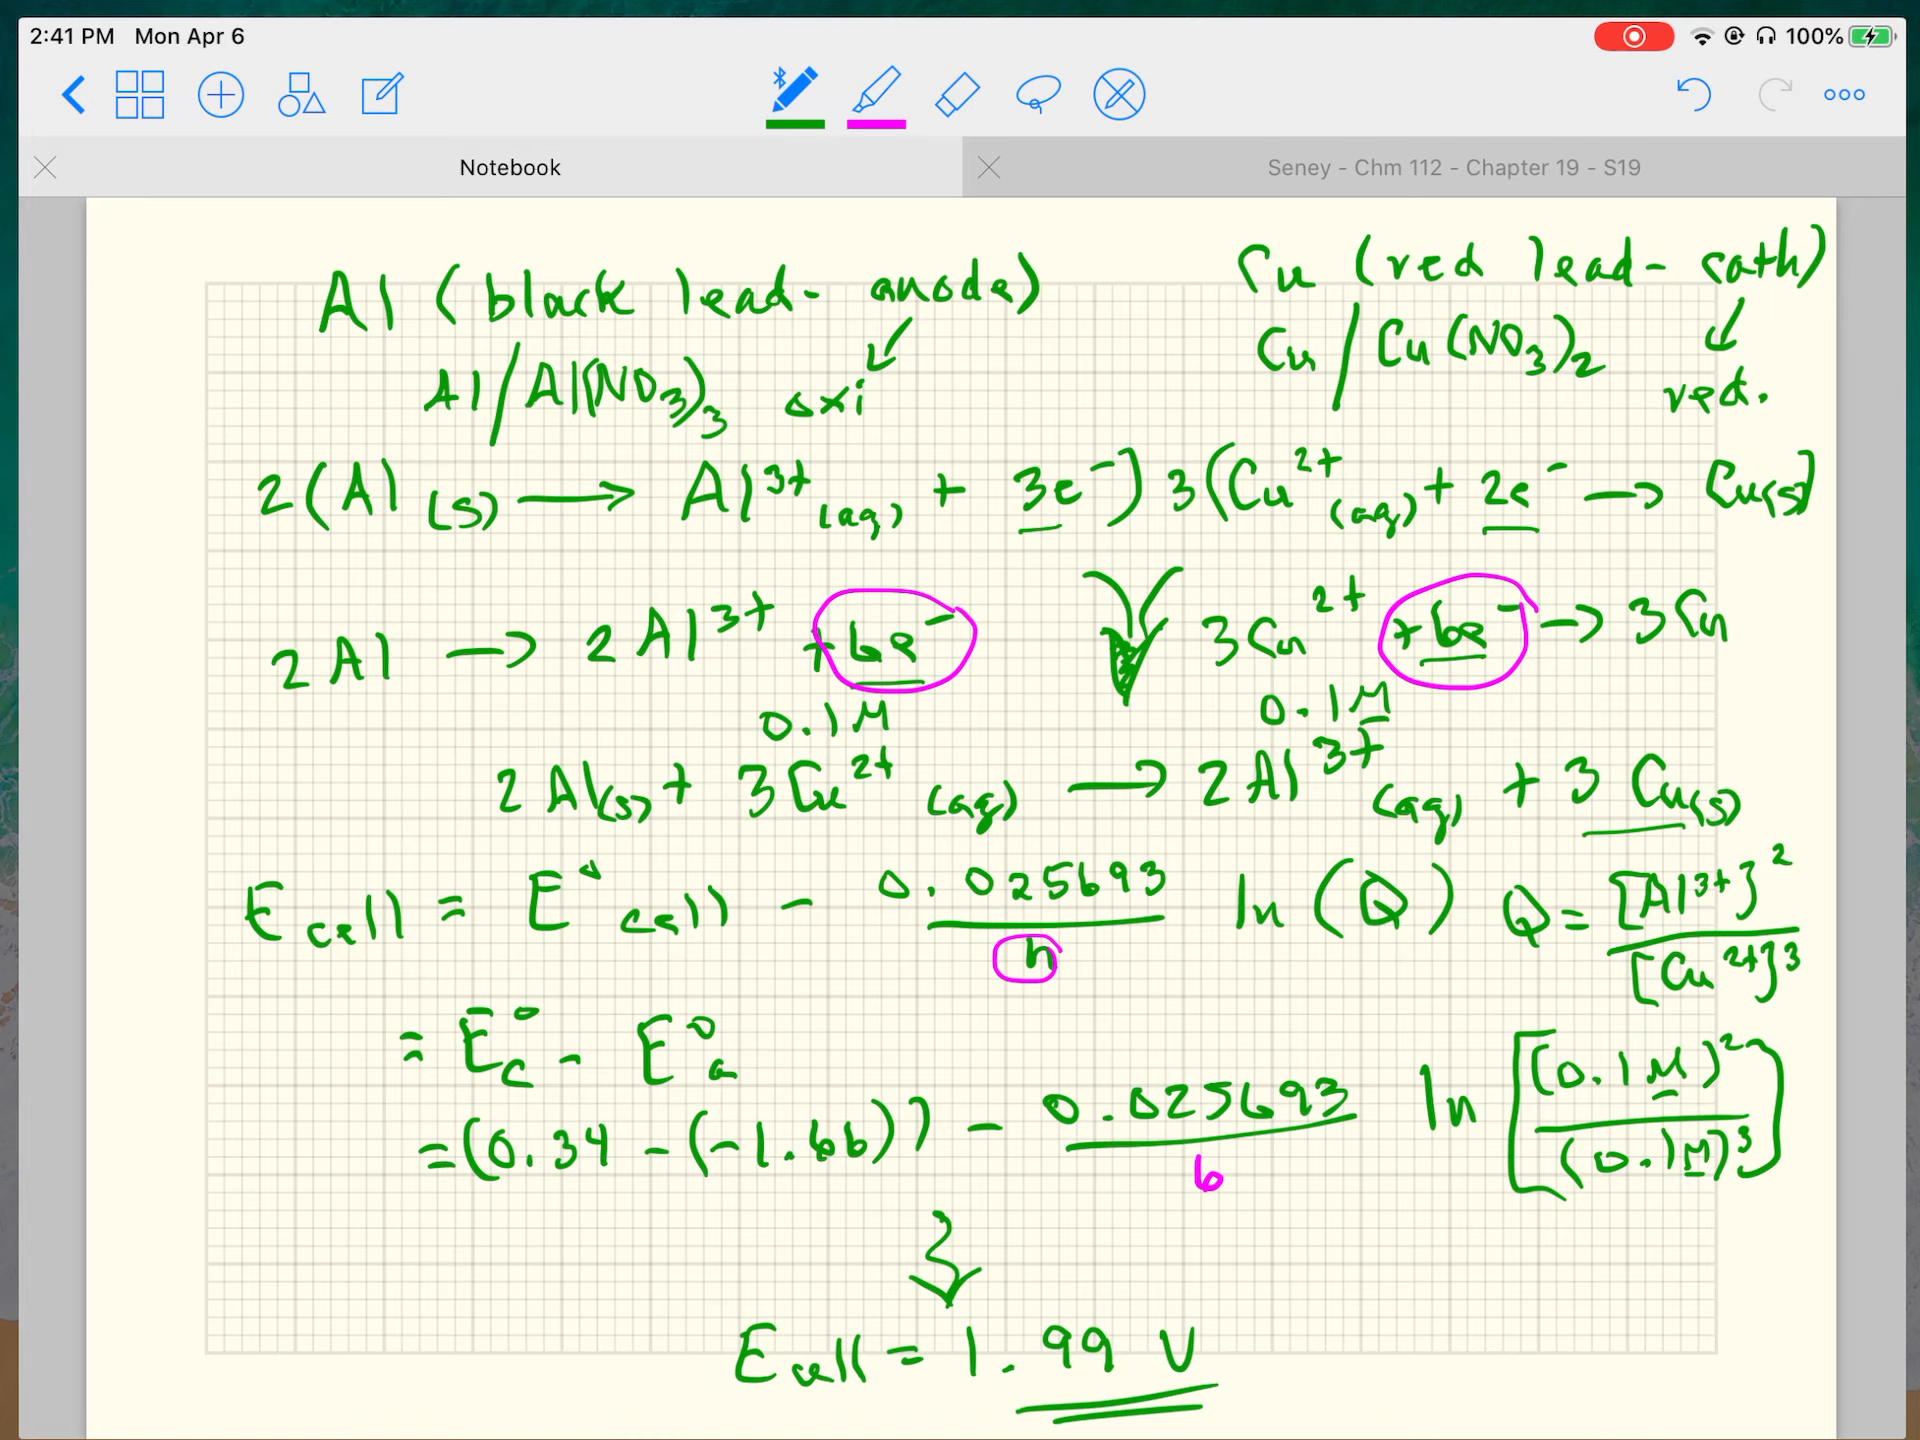 2:41 PM Mon Apr 6 100%
Notebook Seney - Chm 112 - Chapter 19 - S19
Al (black lead- anode) Cu (red lead- cath)
Al/Al(NO₃)₃ oxi Cu/Cu(NO₃)₂ red.
2(Al (s) → Al³⁺ (aq) + 3e⁻) 3(Cu²⁺ (aq) + 2e⁻ → Cu(s)]
2Al → 2Al³⁺ + 6e⁻ 3Cu²⁺ + 6e⁻ → 3Cu
0.1M 0.1M
2Al(s) + 3Cu²⁺ (aq) → 2Al³⁺ (aq) + 3Cu(s)
E cell = E° cell - 0.025693/n ln(Q) Q = [Al³⁺]²/[Cu²⁺]³
= E°c - E°a
= (0.34 - (-1.66)) - 0.025693/6 ln[(0.1M)²/(0.1M)³]
E cell = 1.99 V